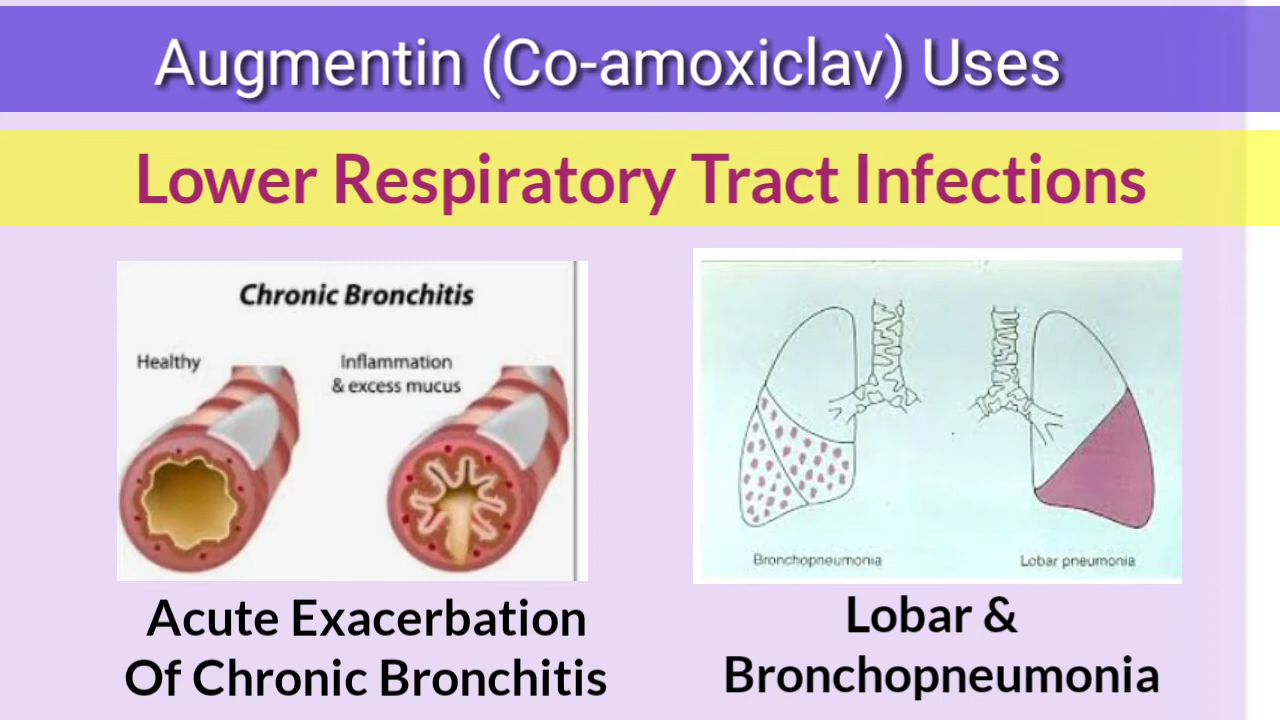 Augmentin (Co-amoxiclav) Uses
Lower Respiratory Tract Infections
Chronic Bronchitis
Healthy
Inflammation
& excess mucus
Bronchopneumonia
Lobar pneumonia
Acute Exacerbation
Of Chronic Bronchitis
Lobar &
Bronchopneumonia